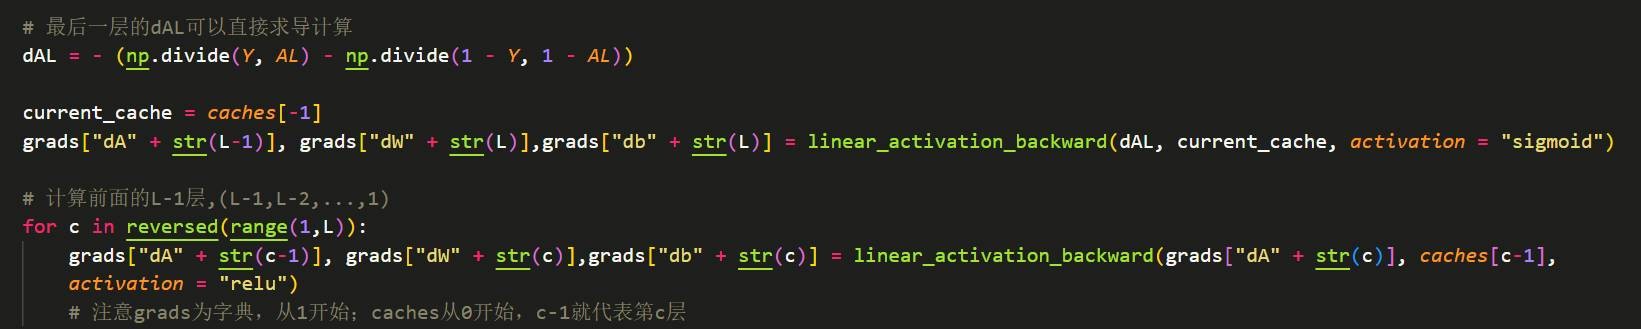 # 最后一层的dAL可以直接求导计算
dAL = - (np.divide(Y, AL) - np.divide(1 - Y, 1 - AL))
current_cache = caches[-1]
grads["dA" + str(L-1)], grads["dW" + str(L)],grads["db" + str(L)] = linear_activation_backward(dAL, current_cache, activation = "sigmoid")
# 计算前面的L-1层,(L-1,L-2,...,1)
for c in reversed(range(1,L)):
grads["dA" + str(c-1)], grads["dW" + str(c)],grads["db" + str(c)] = linear_activation_backward(grads["dA" + str(c)], caches[c-1],
activation = "relu")
# 注意grads为字典，从1开始；caches从0开始，c-1就代表第c层